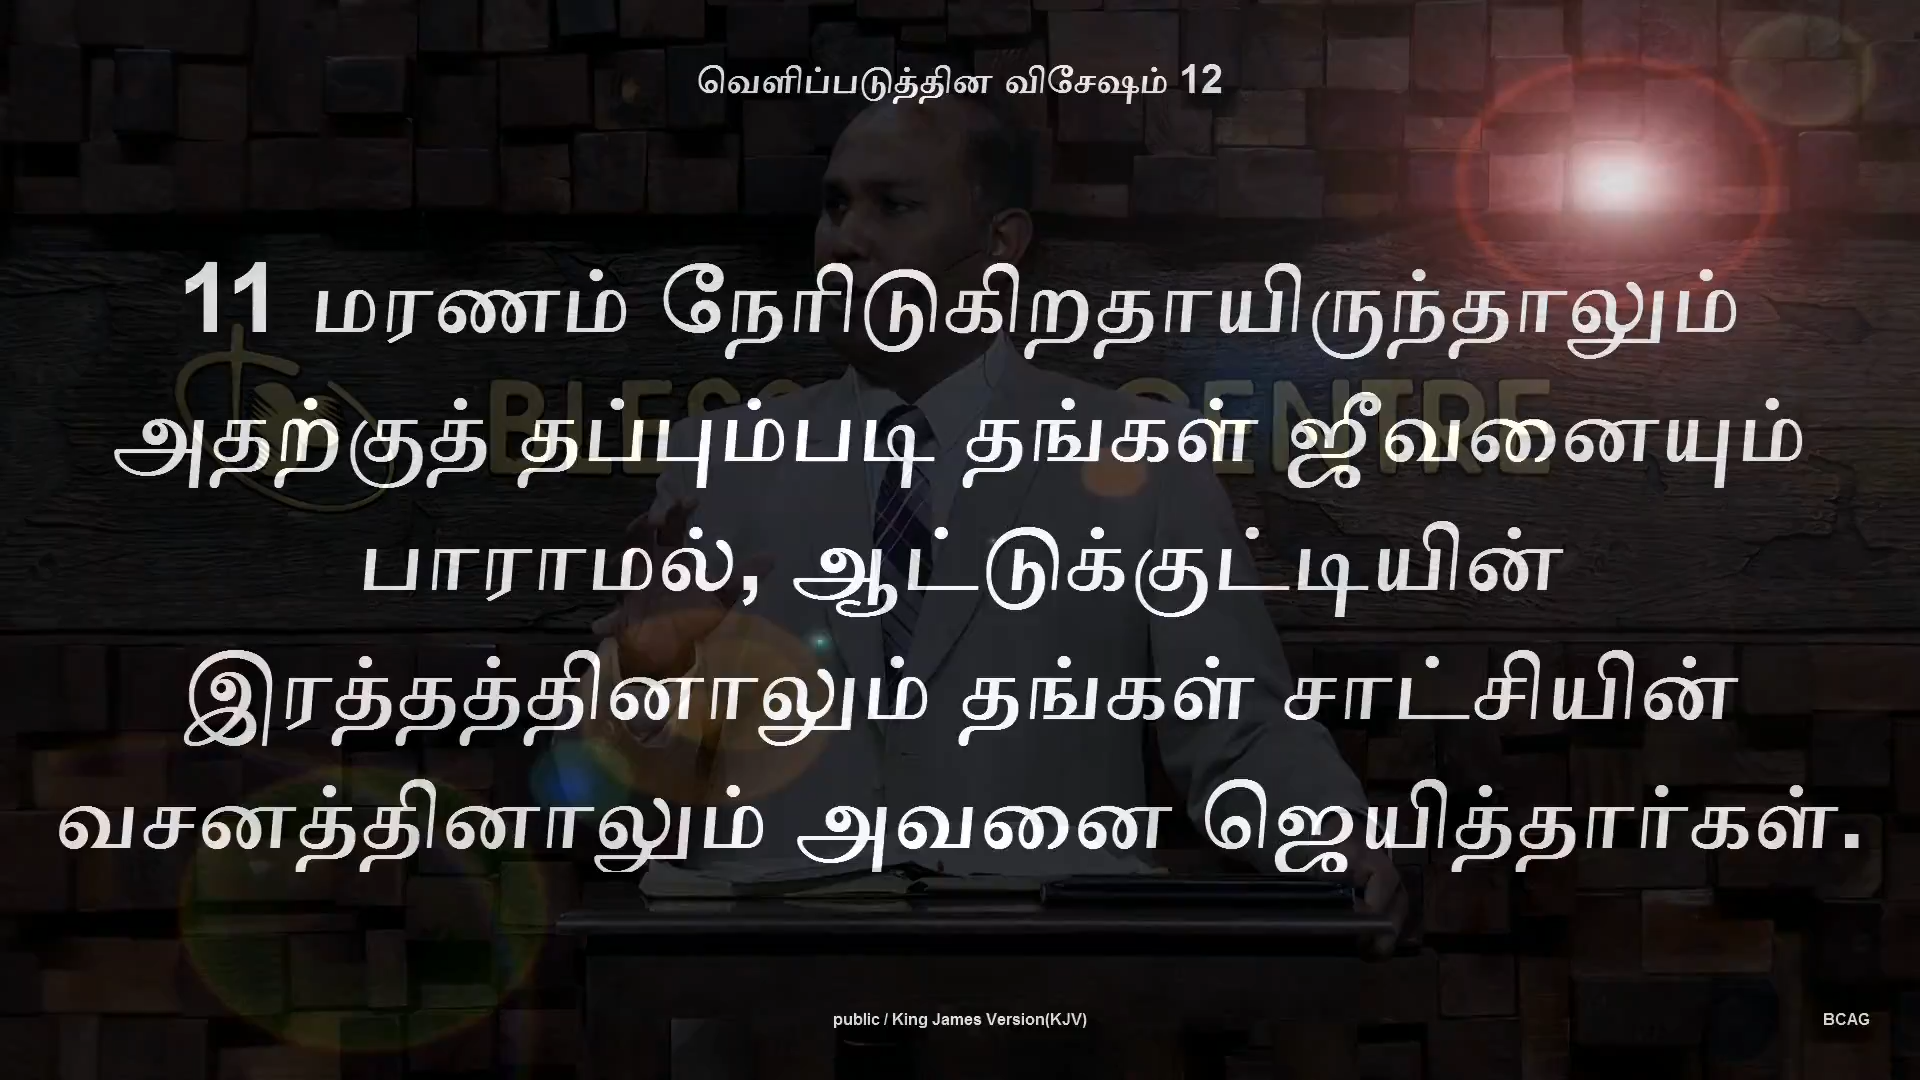 வெளிப்படுத்தின விசேஷம் 12
11 மரணம் நேரிடுகிறதாயிருந்தாலும்
அதற்குத் தப்பும்படி தங்கள் ஜீவனையும்
பாராமல், ஆட்டுக்குட்டியின்
இரத்தத்தினாலும் தங்கள் சாட்சியின்
வசனத்தினாலும் அவனை ஜெயித்தார்கள்.
public / King James Version(KJV)
BCAG